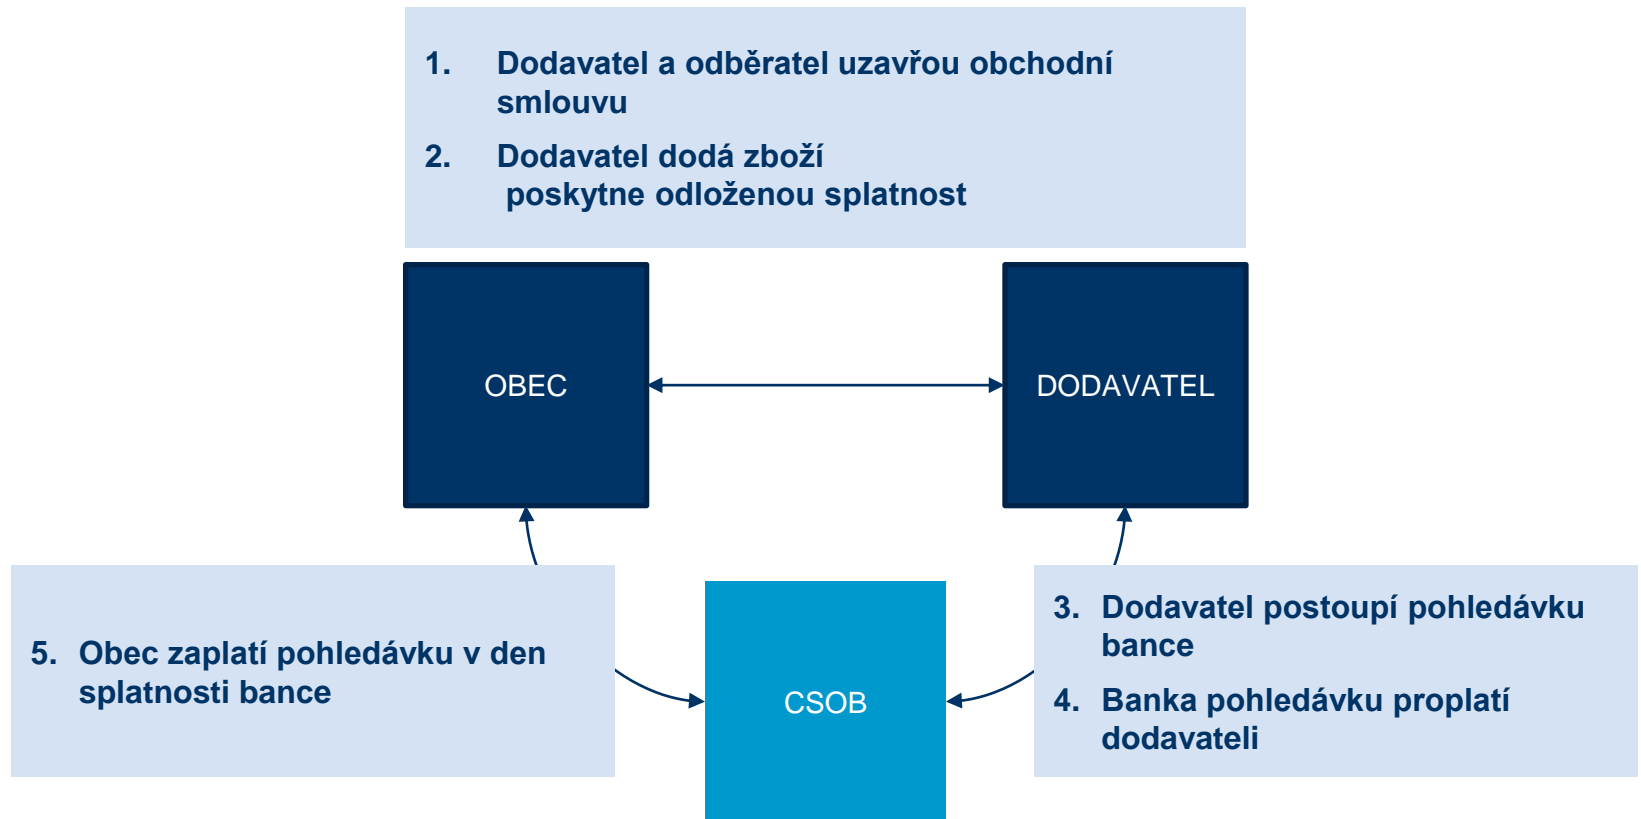 1. Dodavatel a odběratel uzavřou obchodní
smlouvu
2. Dodavatel dodá zboží
poskytne odloženou splatnost
OBEC
DODAVATEL
5. Obec zaplatí pohledávku v den
splatnosti bance
CSOB
3. Dodavatel postoupí pohledávku
bance
4. Banka pohledávku proplatí
dodavateli